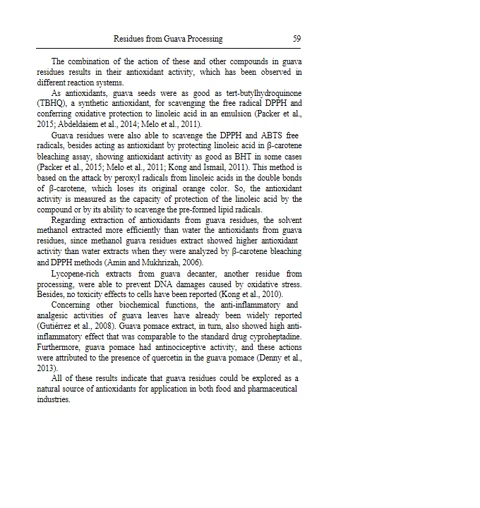 Residues from Guava Processing 59
The combination of the action of these and other compounds in guava
residues results in their antioxidant activity, which has been observed in
different reaction systems.
As antioxidants, guava seeds were as good as tert-butylhydroquinone
(TBHQ), a synthetic antioxidant, for scavenging the free radical DPPH and
conferring oxidative protection to linoleic acid in an emulsion (Packer et al.,
2015; Abdeldaiem et al., 2014; Melo et al., 2011).
Guava residues were also able to scavenge the DPPH and ABTS free
radicals, besides acting as antioxidant by protecting linoleic acid in β-carotene
bleaching assay, showing antioxidant activity as good as BHT in some cases
(Packer et al., 2015; Melo et al., 2011; Kong and Ismail, 2011). This method is
based on the attack by peroxyl radicals from linoleic acids in the double bonds
of β-carotene, which loses its original orange color. So, the antioxidant
activity is measured as the capacity of protection of the linoleic acid by the
compound or by its ability to scavenge the pre-formed lipid radicals.
Regarding extraction of antioxidants from guava residues, the solvent
methanol extracted more efficiently than water the antioxidants from guava
residues, since methanol guava residues extract showed higher antioxidant
activity than water extracts when they were analyzed by β-carotene bleaching
and DPPH methods (Amin and Mukhrizah, 2006).
Lycopene-rich extracts from guava decanter, another residue from
processing, were able to prevent DNA damages caused by oxidative stress.
Besides, no toxicity effects to cells have been reported (Kong et al., 2010).
Concerning other biochemical functions, the anti-inflammatory and
analgesic activities of guava leaves have already been widely reported
(Gutiérrez et al., 2008). Guava pomace extract, in turn, also showed high anti-
inflammatory effect that was comparable to the standard drug cyproheptadine.
Furthermore, guava pomace had antinociceptive activity, and these actions
were attributed to the presence of quercetin in the guava pomace (Denny et al.,
2013).
All of these results indicate that guava residues could be explored as a
natural source of antioxidants for application in both food and pharmaceutical
industries.